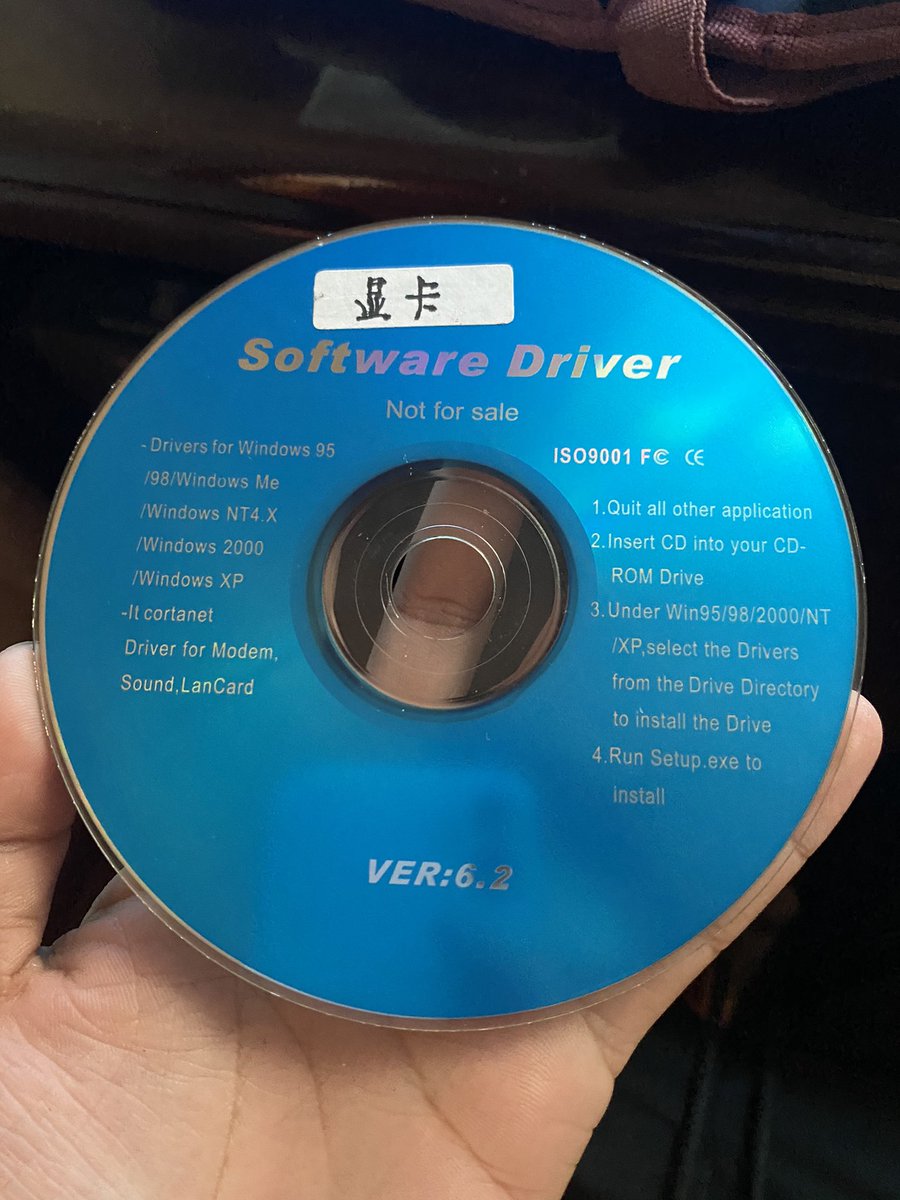 显卡
Software Driver
Not for sale
-Drivers for Windows 95
/98/Windows Me
/Windows NT4.X
/Windows 2000
/Windows XP
-It cortanet
Driver for Modem,
Sound,LanCard
ISO9001 FC CE
1.Quit all other application
2.Insert CD into your CD-
ROM Drive
3.Under Win95/98/2000/NT
/XP,select the Drivers
from the Drive Directory
to install the Drive
4.Run Setup.exe to
install
VER:6.2